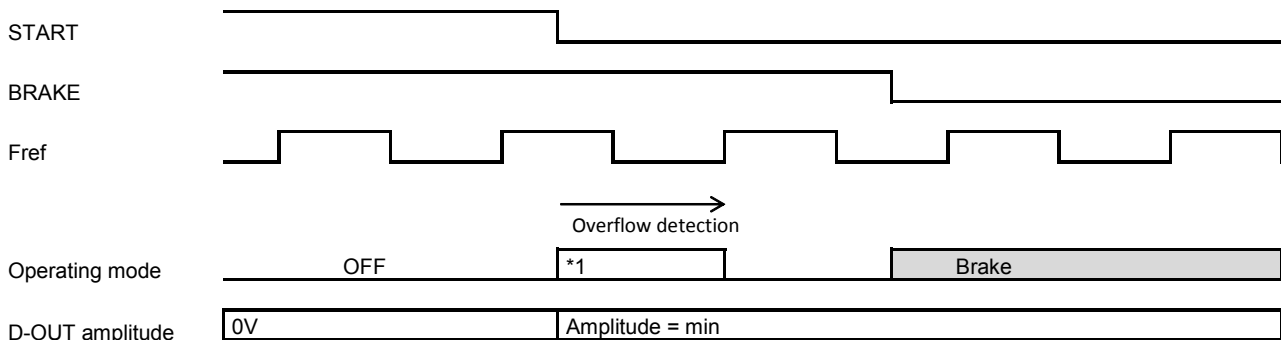 START
BRAKE
Fref
Overflow detection
Operating mode OFF *1 Brake
D-OUT amplitude 0V Amplitude = min